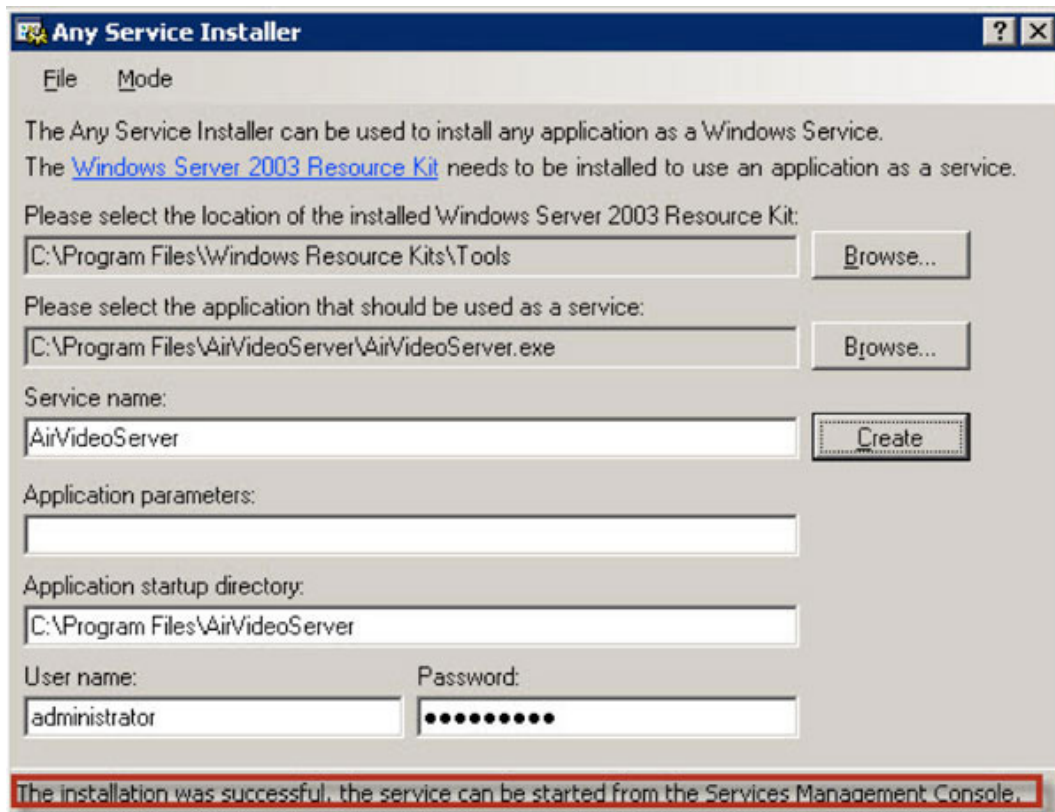 Any Service Installer
File Mode
The Any Service Installer can be used to install any application as a Windows Service.
The Windows Server 2003 Resource Kit needs to be installed to use an application as a service.
Please select the location of the installed Windows Server 2003 Resource Kit:
C:\Program Files\Windows Resource Kits\Tools
Browse...
Please select the application that should be used as a service:
C:\Program Files\AirVideoServer\AirVideoServer.exe
Browse...
Service name:
AirVideoServer
Create
Application parameters:
Application startup directory:
C:\Program Files\AirVideoServer
User name: Password:
administrator ●●●●●●●●●
The installation was successful, the service can be started from the Services Management Console.